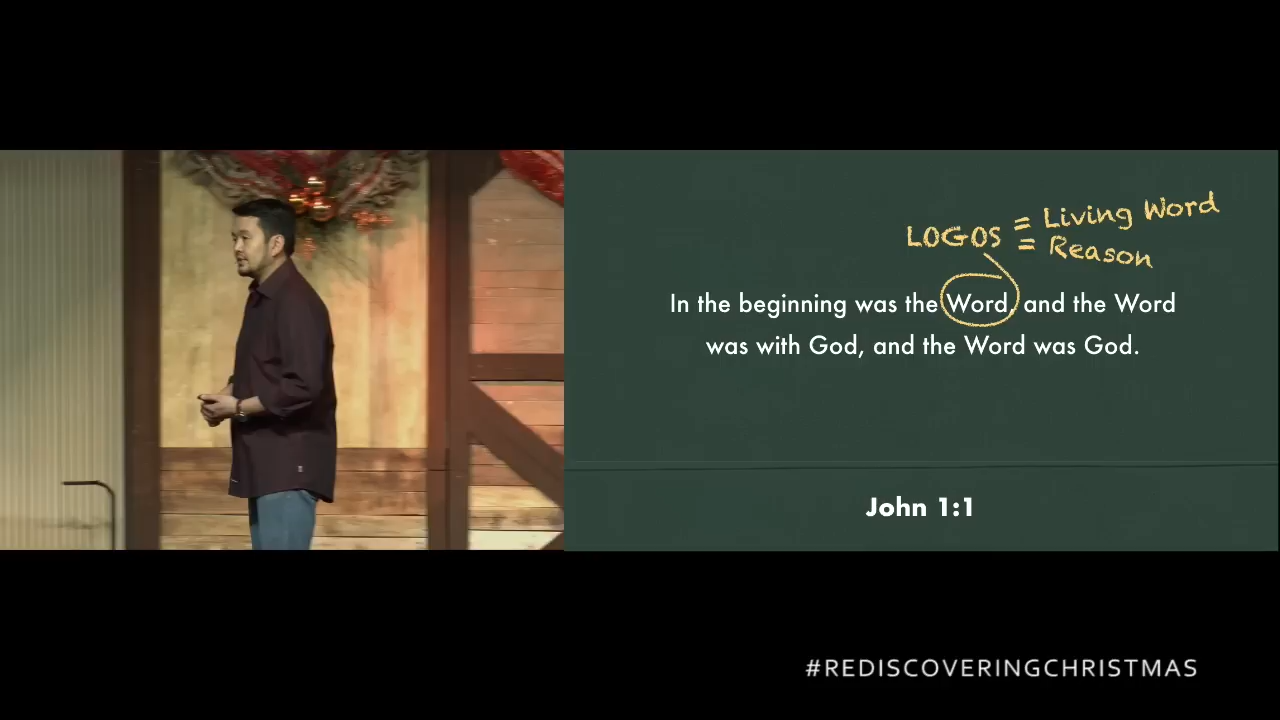 LOGOS = Living Word
= Reason
In the beginning was the Word, and the Word
was with God, and the Word was God.
John 1:1
#REDISCOVERINGCHRISTMAS